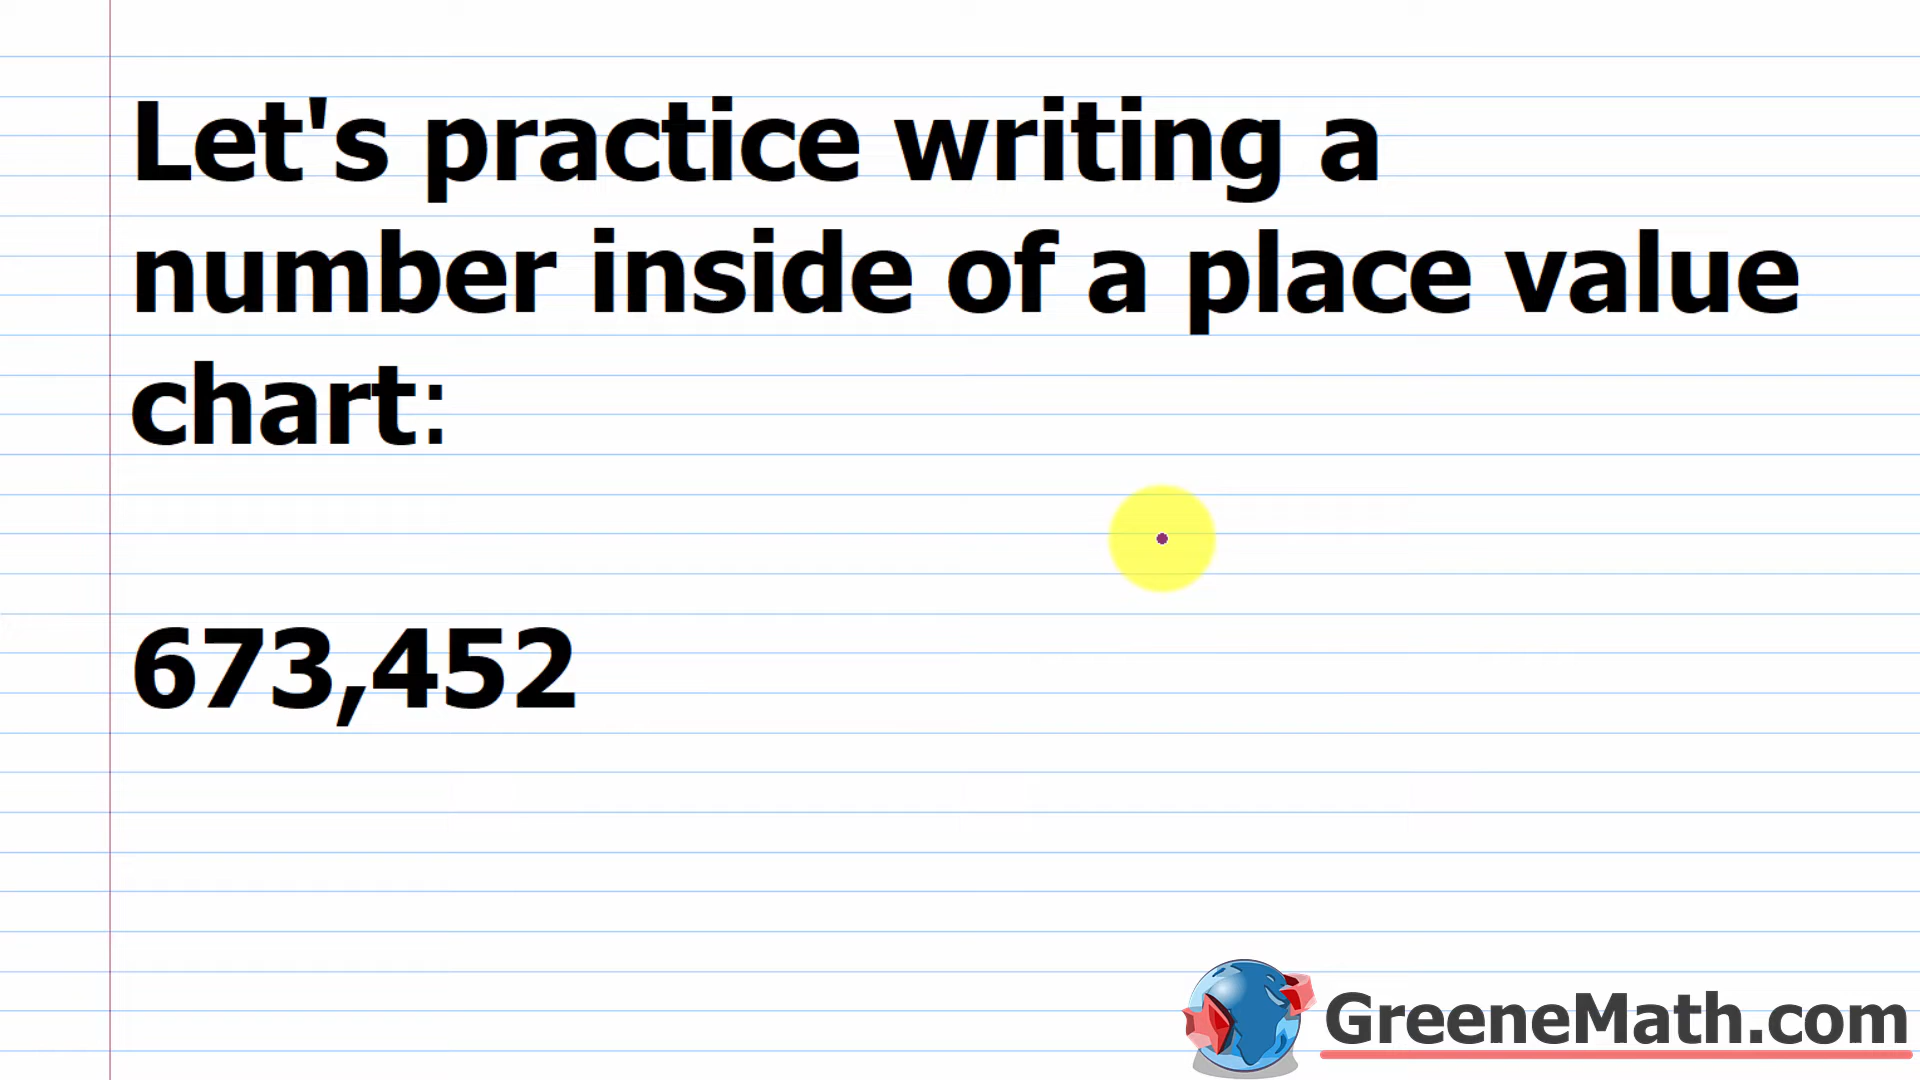 Let's practice writing a
number inside of a place value
chart:
673,452
GreeneMath.com